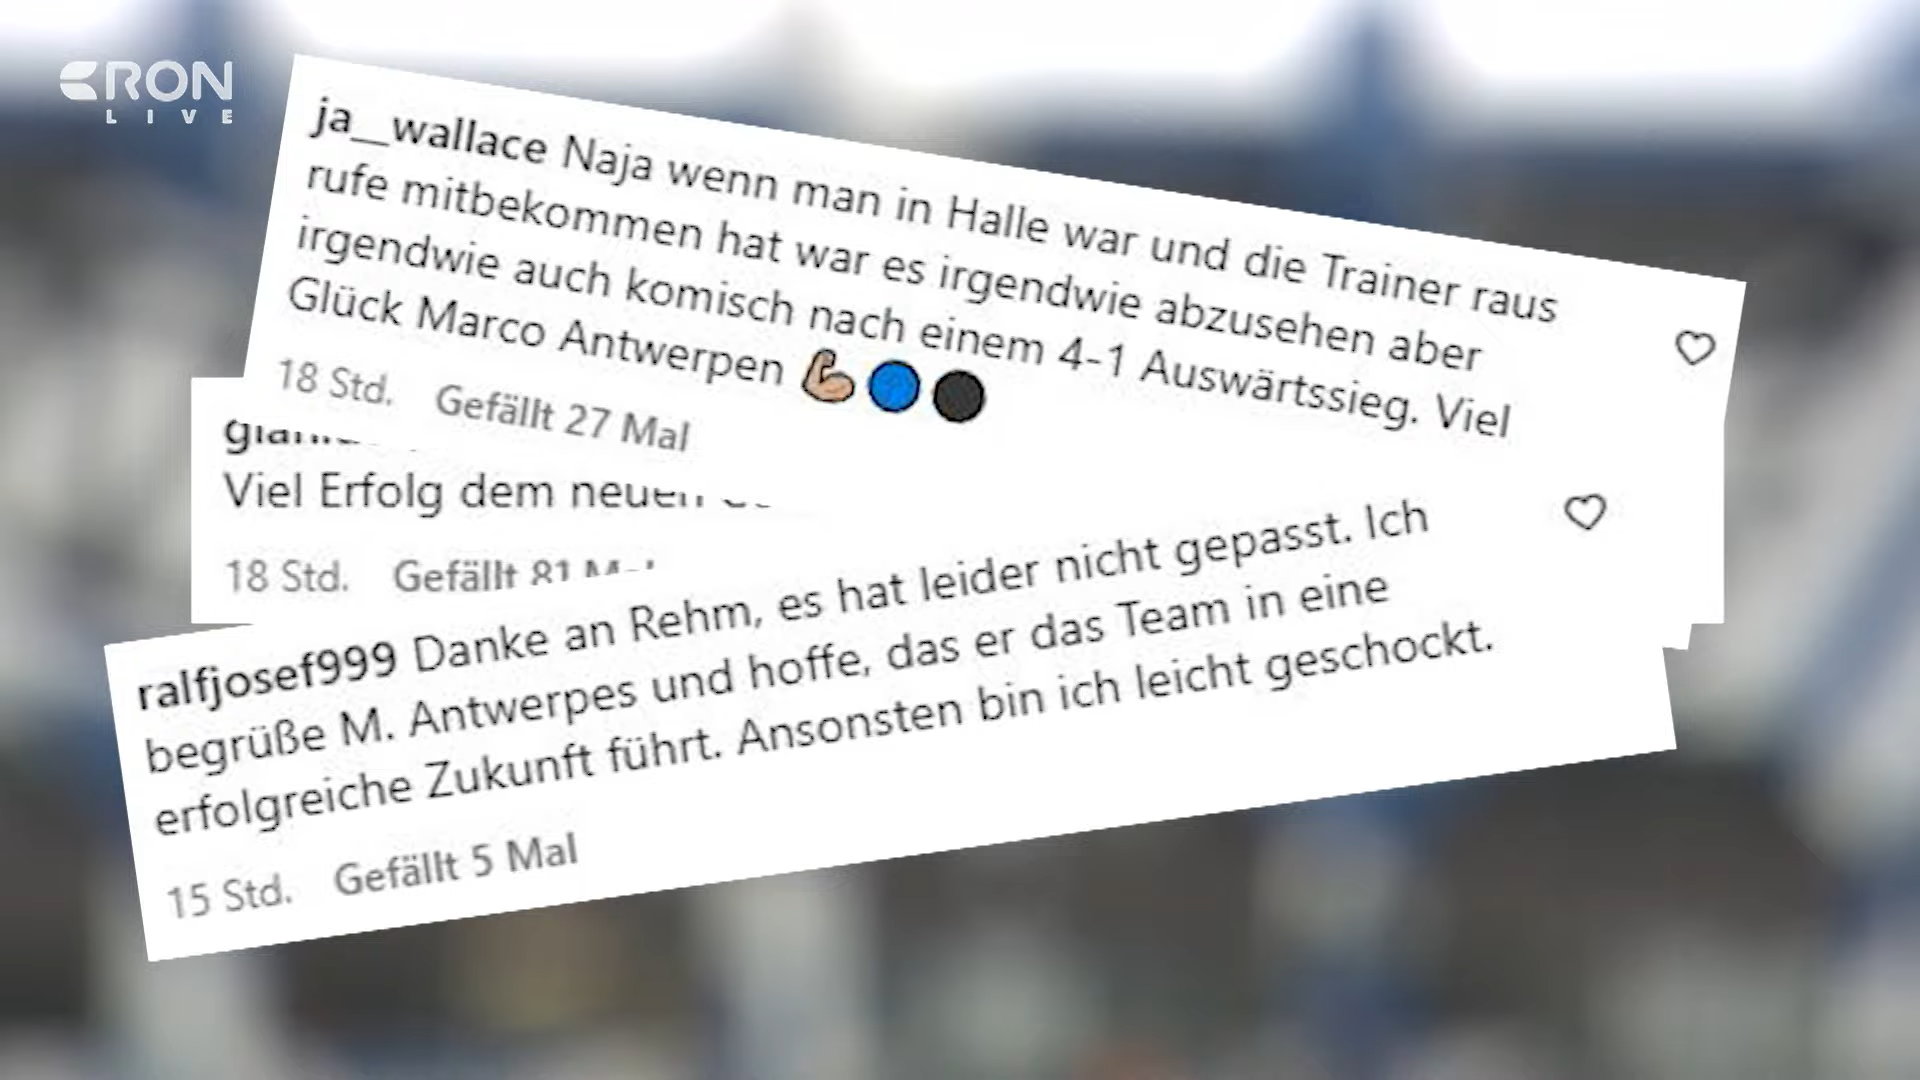 RON
LIVE
ja__wallace Naja wenn man in Halle war und die Trainer raus
rufe mitbekommen hat war es irgendwie abzusehen aber
irgendwie auch komisch nach einem 4-1 Auswärtssieg. Viel
Glück Marco Antwerpen 💪🏼🔵⚫
18 Std. Gefällt 27 Mal
Viel Erfolg dem neuen
18 Std. Gefällt 81 Mal
ralfjosef999 Danke an Rehm, es hat leider nicht gepasst. Ich
begrüße M. Antwerpes und hoffe, das er das Team in eine
erfolgreiche Zukunft führt. Ansonsten bin ich leicht geschockt.
15 Std. Gefällt 5 Mal